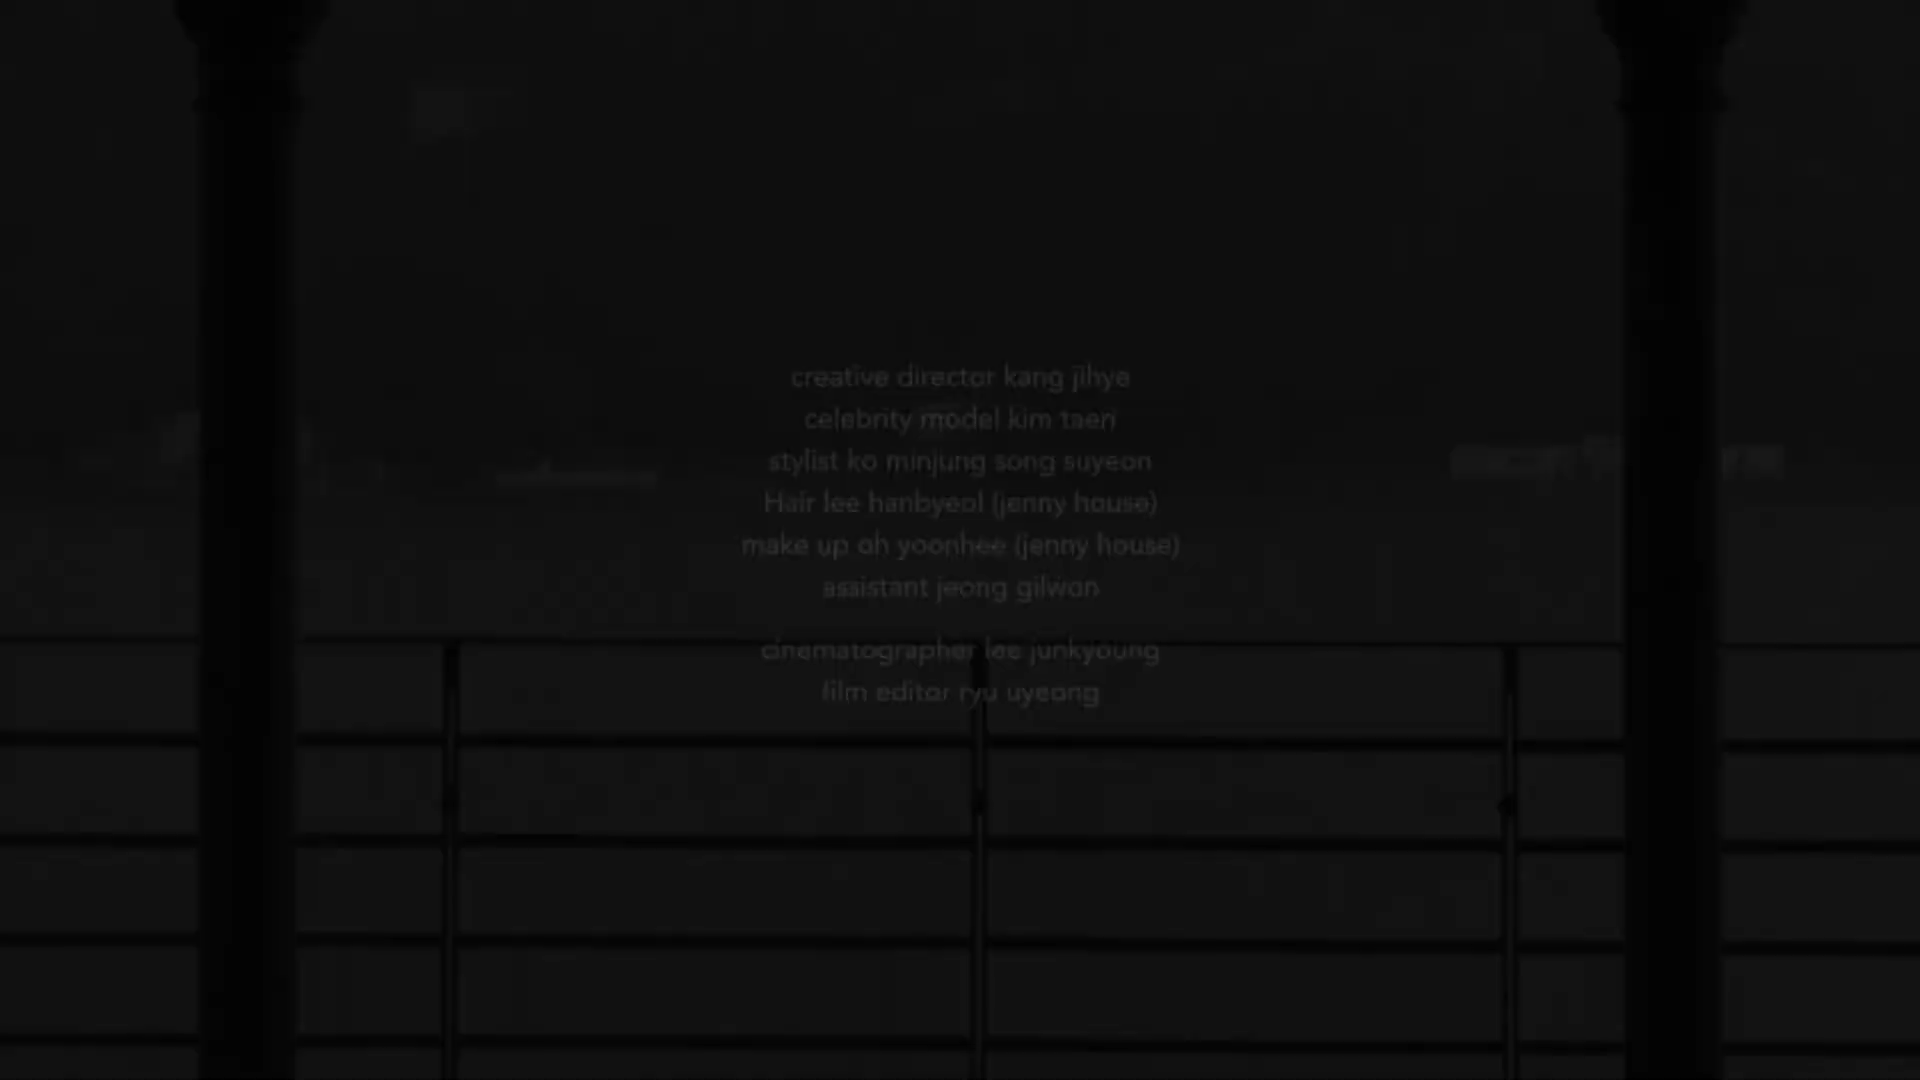 creative director kang jihye
celebrity model kim taeri
stylist ko minjung song suyeon
Hair lee hanbyeol (jenny house)
make up oh yoonhee (jenny house)
assistant jeong gilwon
cinematographer lee junkyoung
film editor ryu uyeong